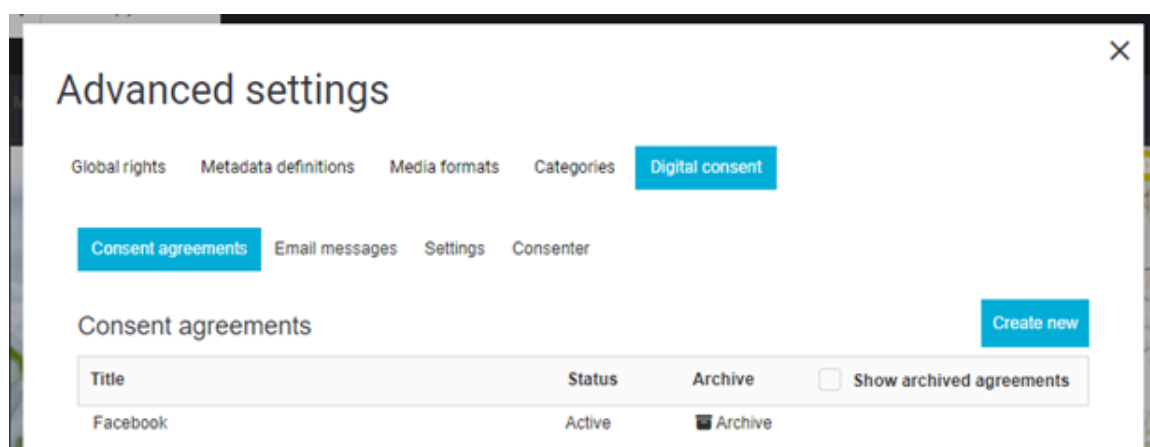 Advanced settings
Global rights Metadata definitions Media formats Categories Digital consent
Consent agreements Email messages Settings Consenter
Consent agreements Create new
Title Status Archive Show archived agreements
Facebook Active Archive